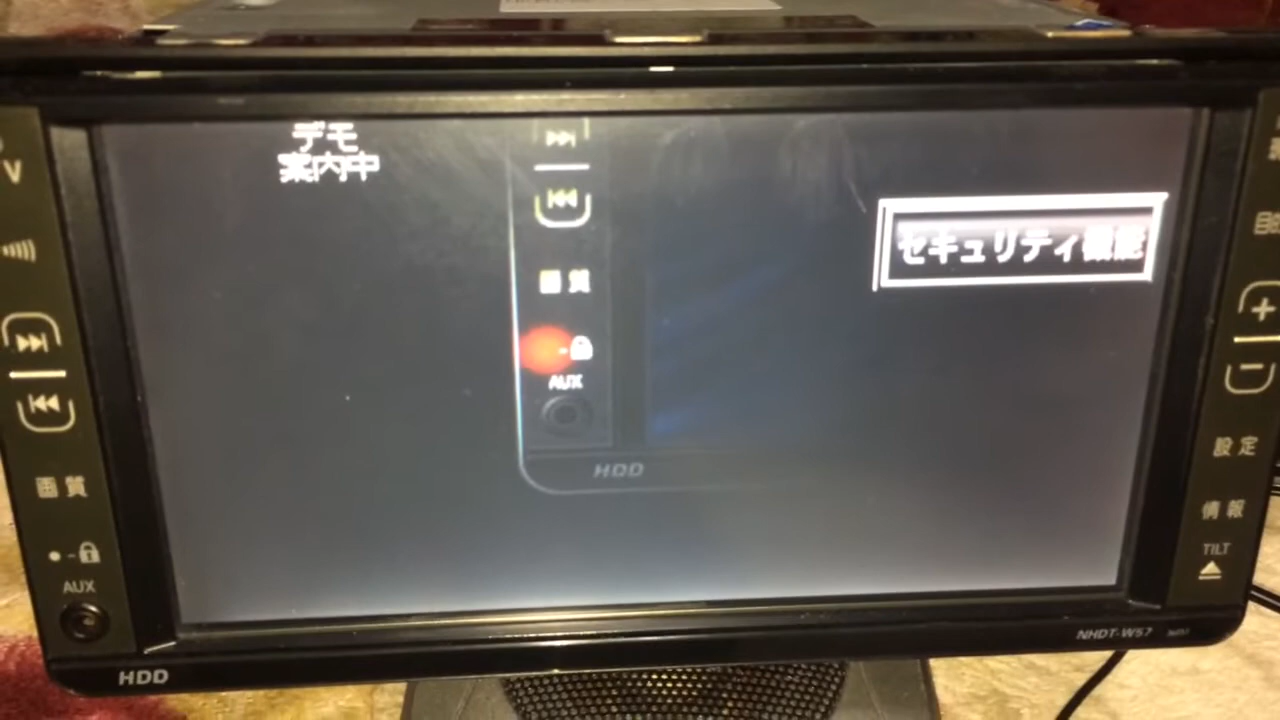 デモ
案内中
セキュリティ機能
画質
AUX
HDD
V
画質
AUX
HDD
設定
情報
TILT
NHDT-W57